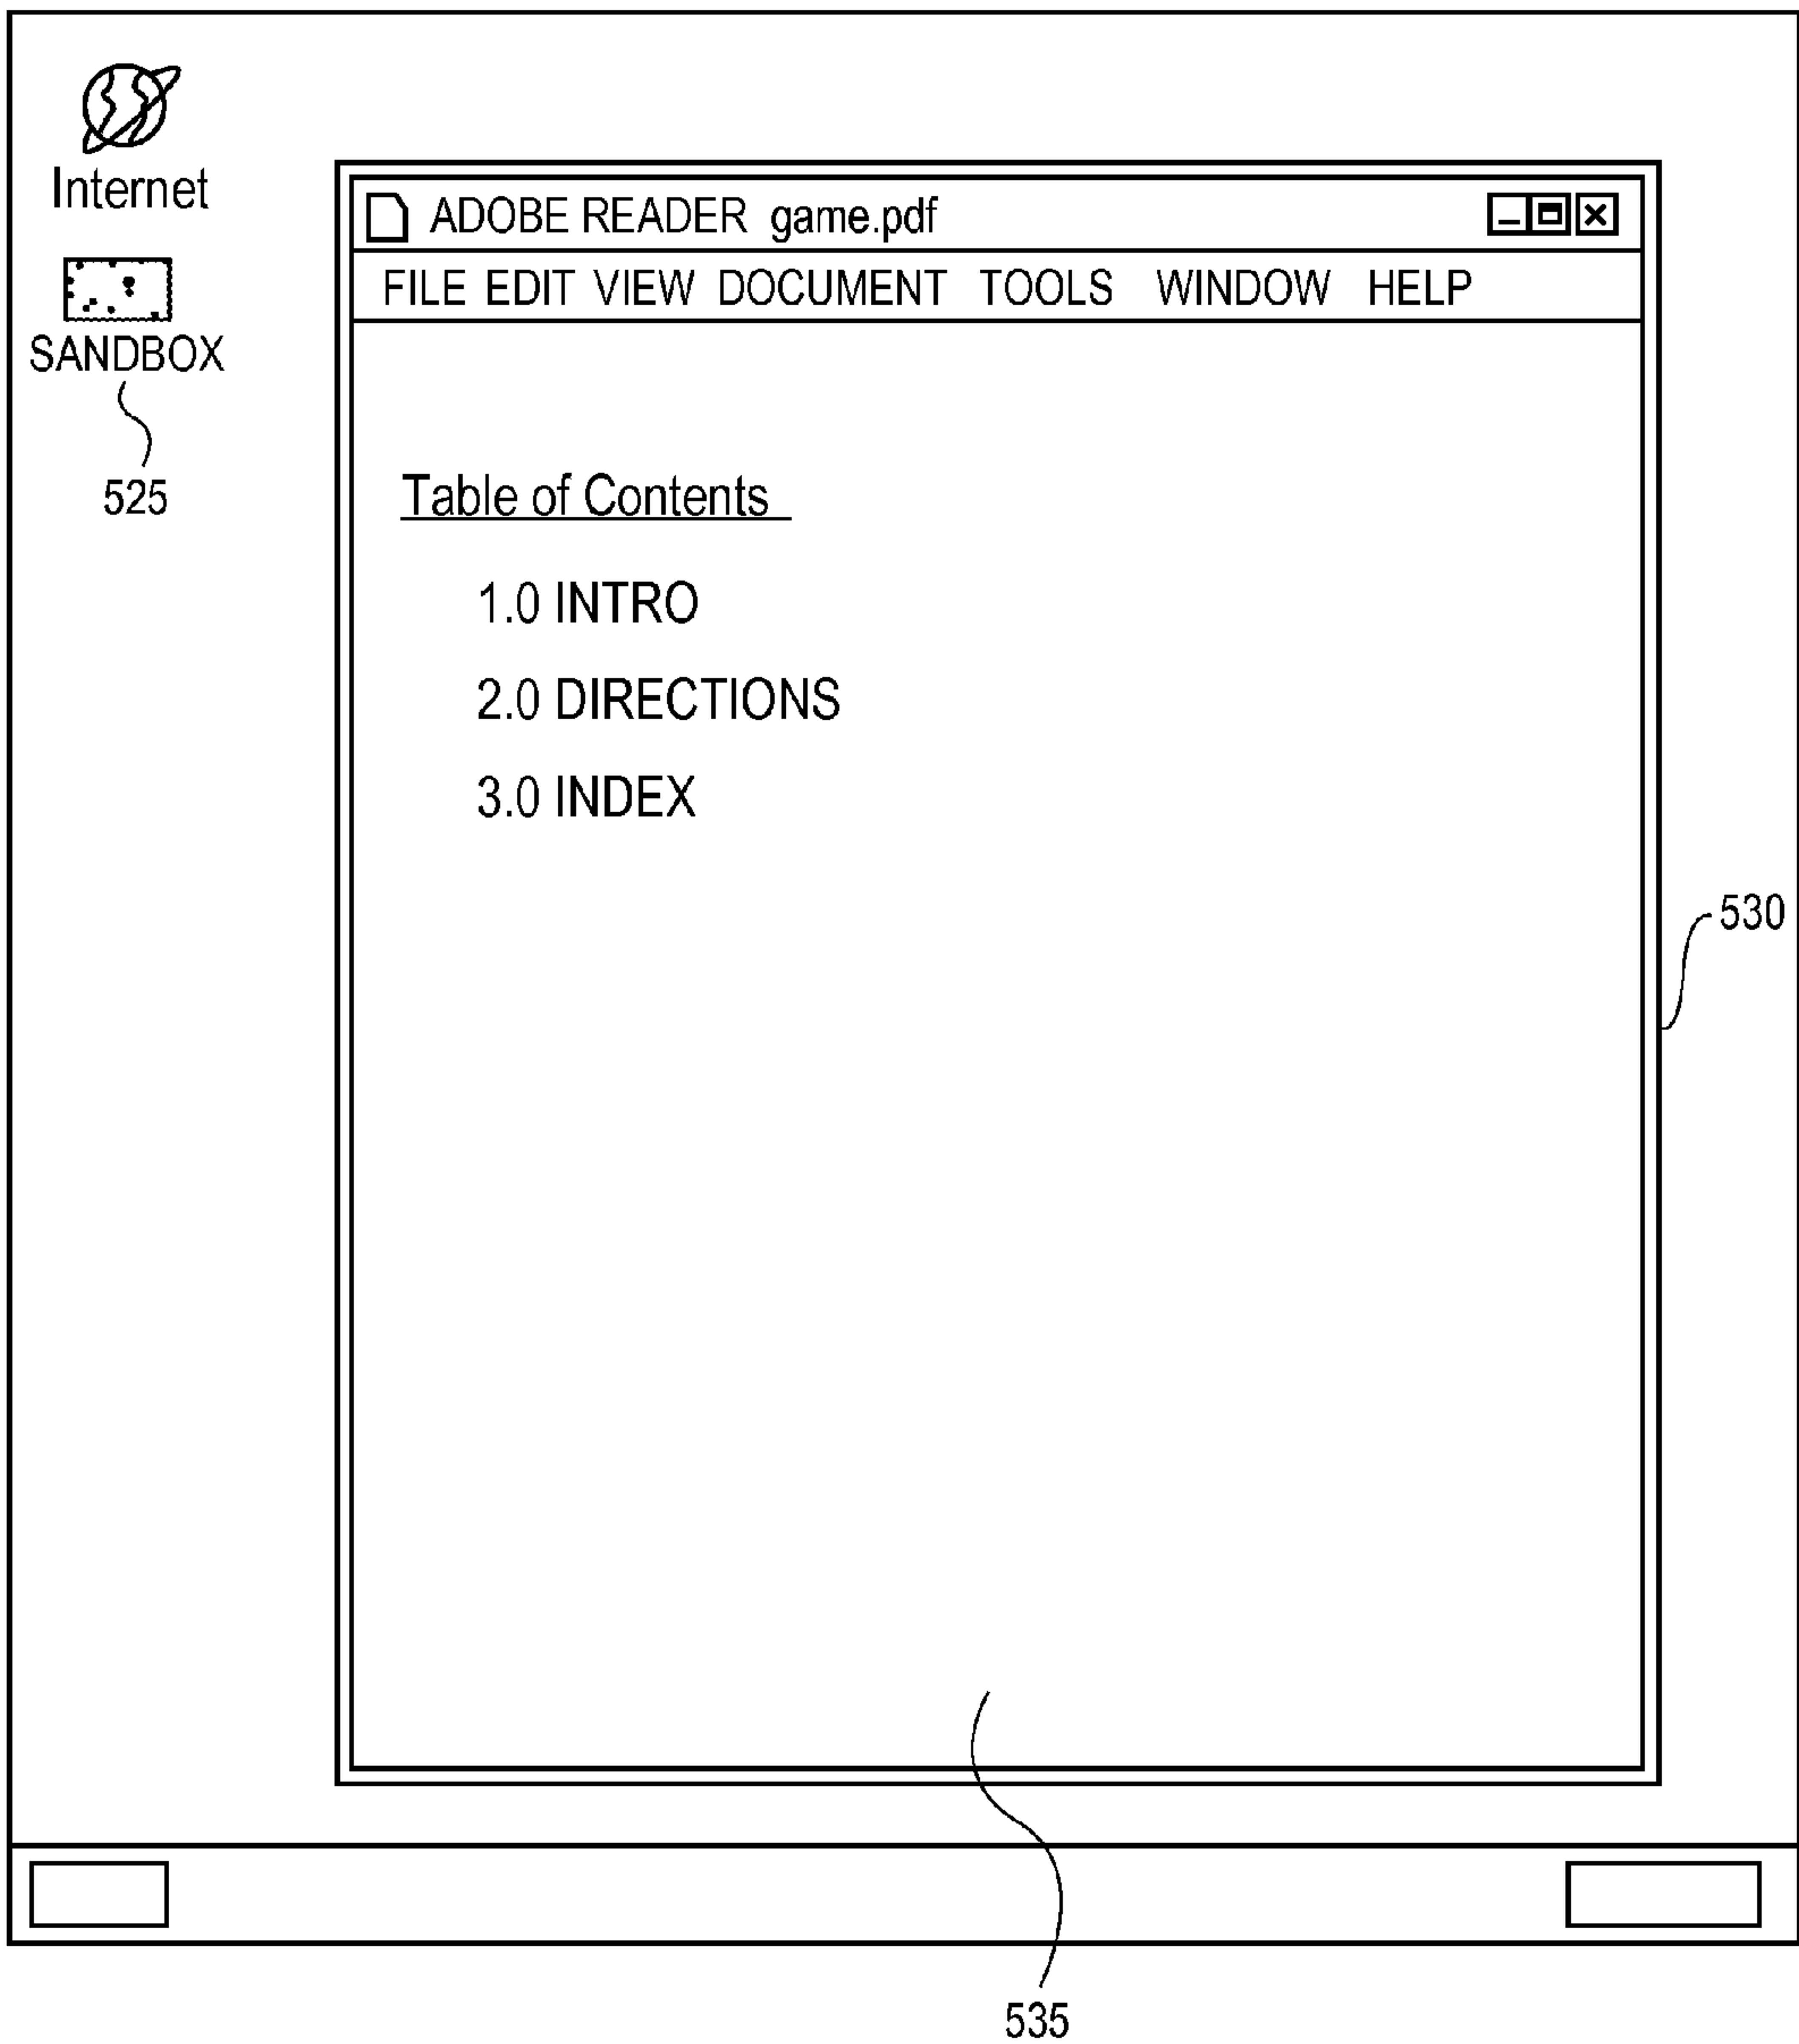 Internet
SANDBOX
525
ADOBE READER game.pdf
FILE EDIT VIEW DOCUMENT TOOLS WINDOW HELP
Table of Contents
1.0 INTRO
2.0 DIRECTIONS
3.0 INDEX
530
535